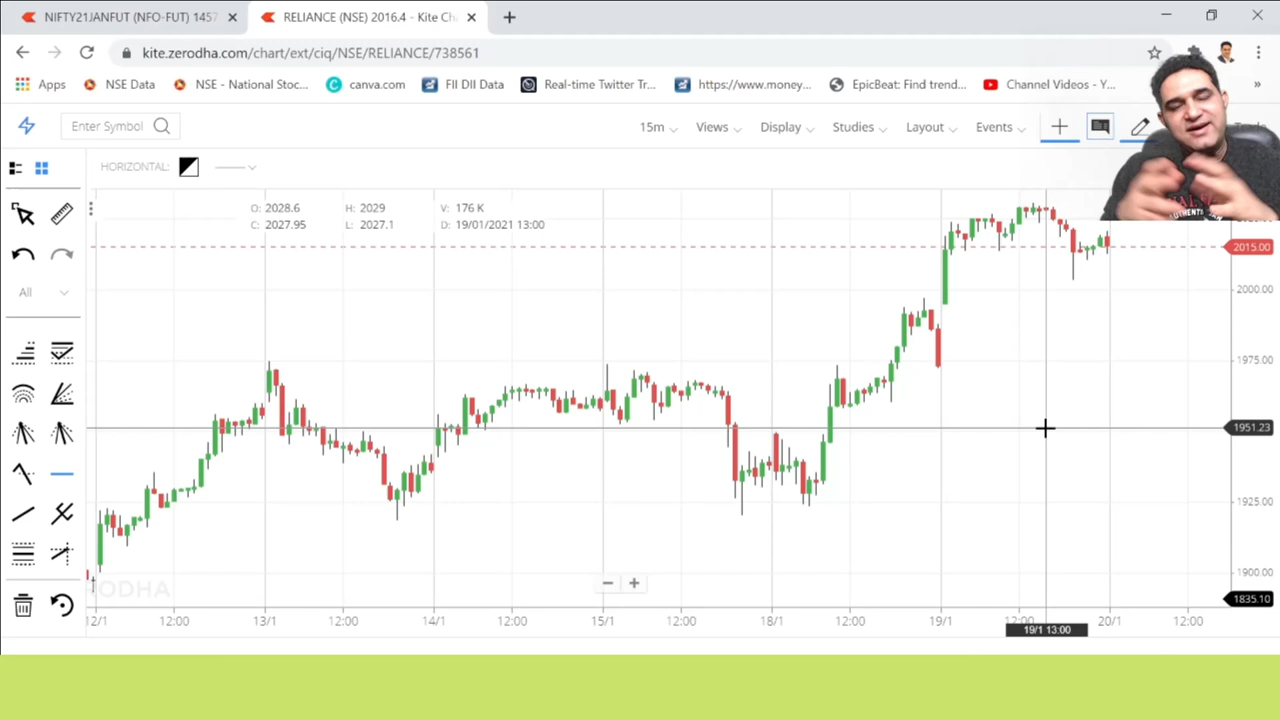 NIFTY21JANFUT (NFO-FUT) 1457
RELIANCE (NSE) 2016.4 - Kite Ch
kite.zerodha.com/chart/ext/ciq/NSE/RELIANCE/738561
Apps NSE Data NSE - National Stoc... canva.com FII DII Data Real-time Twitter Tr... https://www.money... EpicBeat: Find trend... Channel Videos - Y... »
Enter Symbol 15m Views Display Studies Layout Events
HORIZONTAL:
O: 2028.6 H: 2029 V: 176 K
C: 2027.95 L: 2027.1 D: 19/01/2021 13:00
2015.00
2000.00
All
1975.00
1951.23
1925.00
1900.00
ODHA
1835.10
12/1 12:00 13/1 12:00 14/1 12:00 15/1 12:00 18/1 12:00 19/1 12:00 20/1 12:00
19/1 13:00